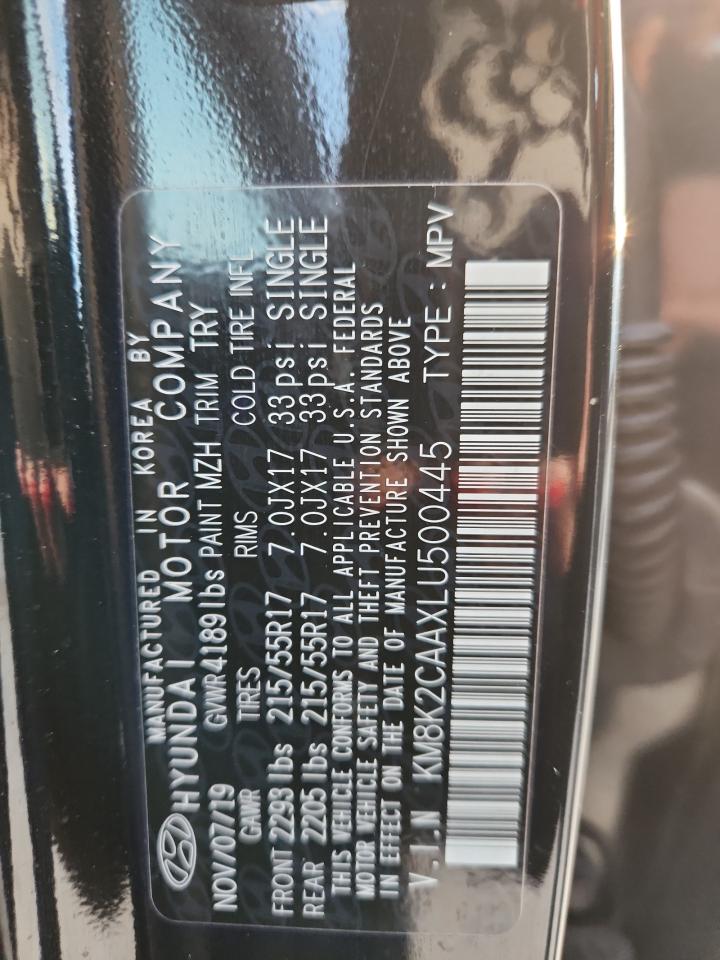 MANUFACTURED IN KOREA BY
HYUNDAI MOTOR COMPANY
NOV/07/19 GVWR 4189 lbs PAINT MZH TRIM TRY
GAWR TIRES RIMS COLD TIRE INFL
FRONT 2293 lbs 215/55R17 7.0JX17 33psi SINGLE
REAR 2205 lbs 215/55R17 7.0JX17 33psi SINGLE
THIS VEHICLE CONFORMS TO ALL APPLICABLE U.S.A. FEDERAL
MOTOR VEHICLE SAFETY AND THEFT PREVENTION STANDARDS
IN EFFECT ON THE DATE OF MANUFACTURE SHOWN ABOVE
V.I.N KM8K2CAAXLU500445 TYPE : MPV